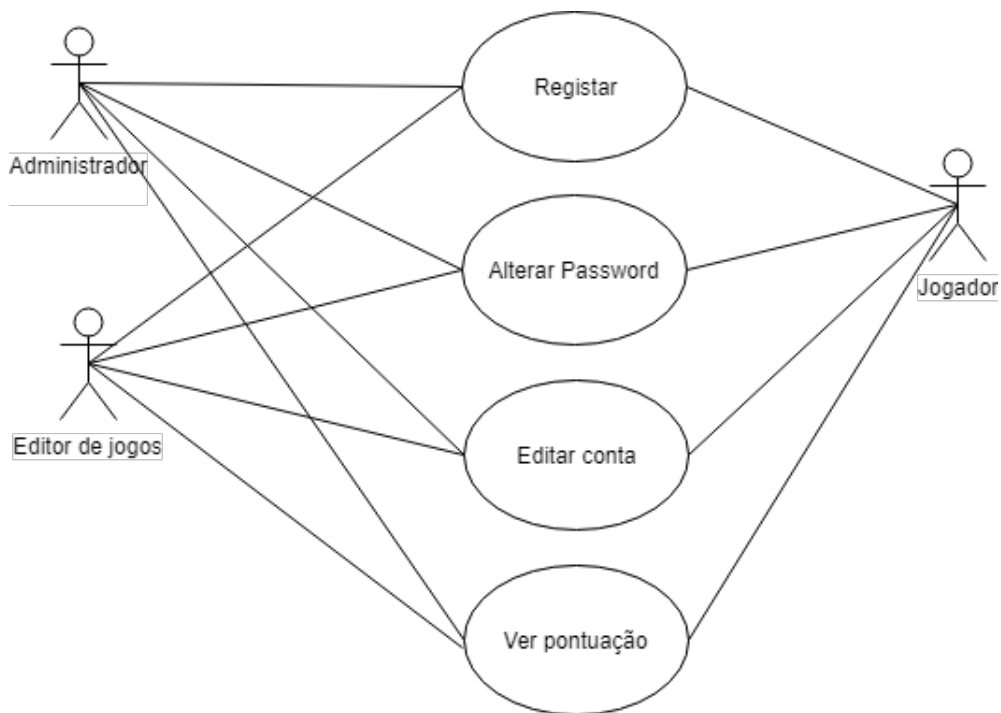 Registar
Administrador
Alterar Password
Jogador
Editor de jogos
Editar conta
Ver pontuação